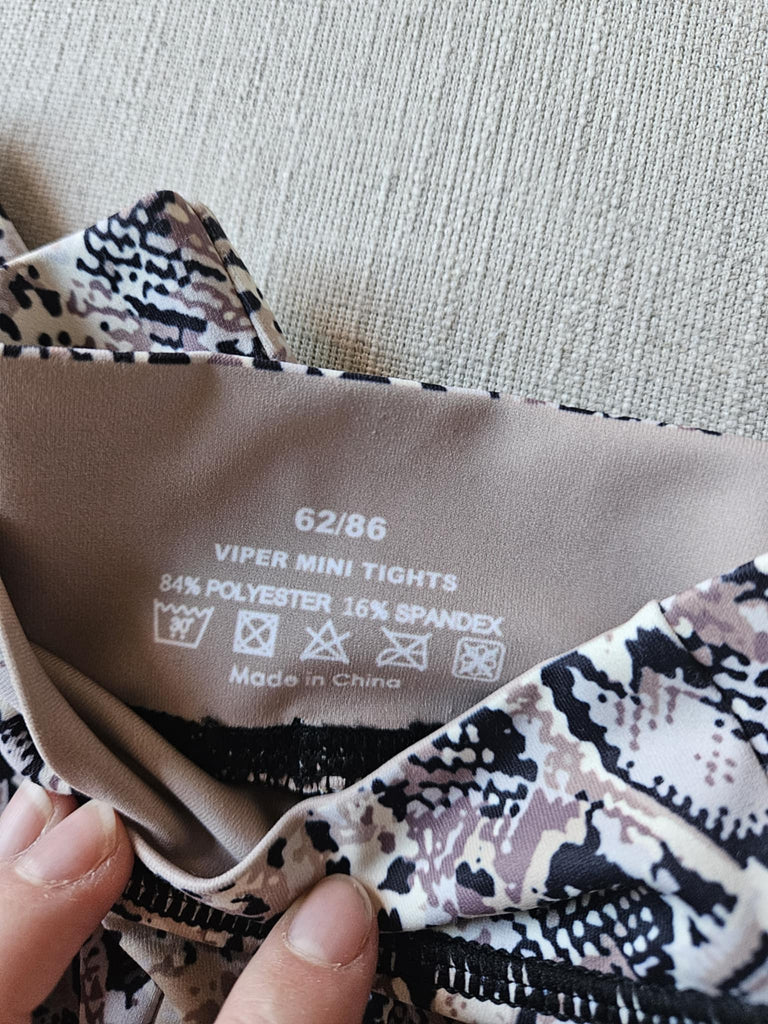 62/86
VIPER MINI TIGHTS
84% POLYESTER 16% SPANDEX
Made in China